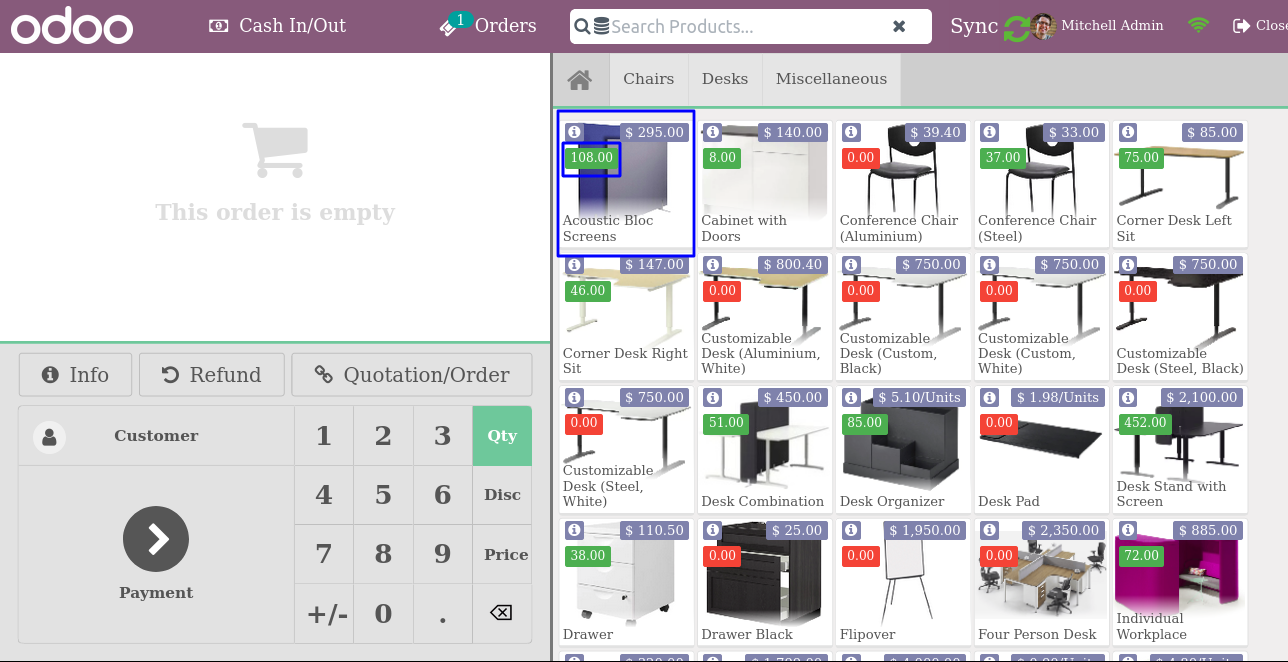 odoo
Cash In/Out
1
Orders
Search Products...
Sync
Mitchell Admin
Close
Chairs
Desks
Miscellaneous
This order is empty
Info
Refund
Quotation/Order
Customer
1 2 3 Qty
4 5 6 Disc
7 8 9 Price
+/- 0 .
Payment
$ 295.00
108.00
Acoustic Bloc
Screens
$ 140.00
8.00
Cabinet with
Doors
$ 39.40
0.00
Conference Chair
(Aluminium)
$ 33.00
37.00
Conference Chair
(Steel)
$ 85.00
75.00
Corner Desk Left
Sit
$ 147.00
46.00
Corner Desk Right
Sit
$ 800.40
0.00
Customizable
Desk (Aluminium,
White)
$ 750.00
0.00
Customizable
Desk (Custom,
Black)
$ 750.00
0.00
Customizable
Desk (Custom,
White)
$ 750.00
0.00
Customizable
Desk (Steel, Black)
$ 750.00
0.00
Customizable
Desk (Steel,
White)
$ 450.00
51.00
Desk Combination
$ 5.10/Units
85.00
Desk Organizer
$ 1.98/Units
0.00
Desk Pad
$ 2,100.00
452.00
Desk Stand with
Screen
$ 110.50
38.00
Drawer
$ 25.00
0.00
Drawer Black
$ 1,950.00
0.00
Flipover
$ 2,350.00
0.00
Four Person Desk
$ 885.00
72.00
Individual
Workplace